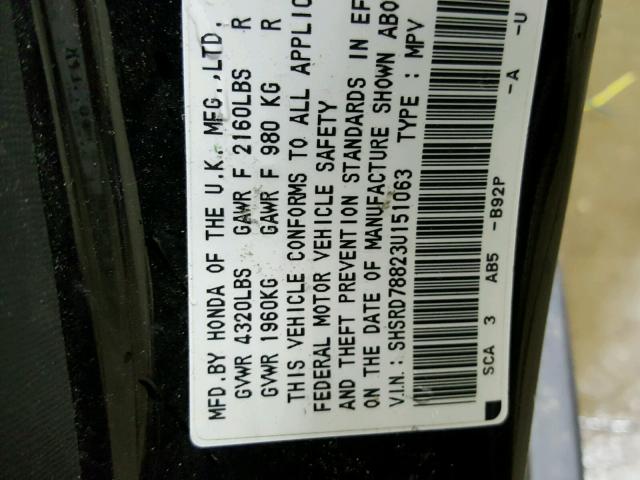 MFD.BY HONDA OF THE U.K. MFG.,LTD.
GVWR 4320LBS GAWR F 2160LBS R
GVWR 1960KG GAWR F 980 KG R
THIS VEHICLE CONFORMS TO ALL APPLIC
FEDERAL MOTOR VEHICLE SAFETY
AND THEFT PREVENTION STANDARDS IN EF
ON THE DATE OF MANUFACTURE SHOWN ABO
V.I.N.: SHSRD78823U151063 TYPE : MPV
SCA 3 AB5 -B92P -A -U